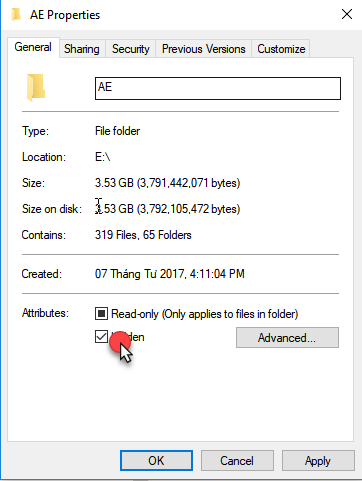 AE Properties
General Sharing Security Previous Versions Customize
AE
Type: File folder
Location: E:\
Size: 3.53 GB (3,791,442,071 bytes)
Size on disk: 3.53 GB (3,792,105,472 bytes)
Contains: 319 Files, 65 Folders
Created: 07 Tháng Tư 2017, 4:11:04 PM
Attributes: Read-only (Only applies to files in folder)
Hidden Advanced...
OK Cancel Apply